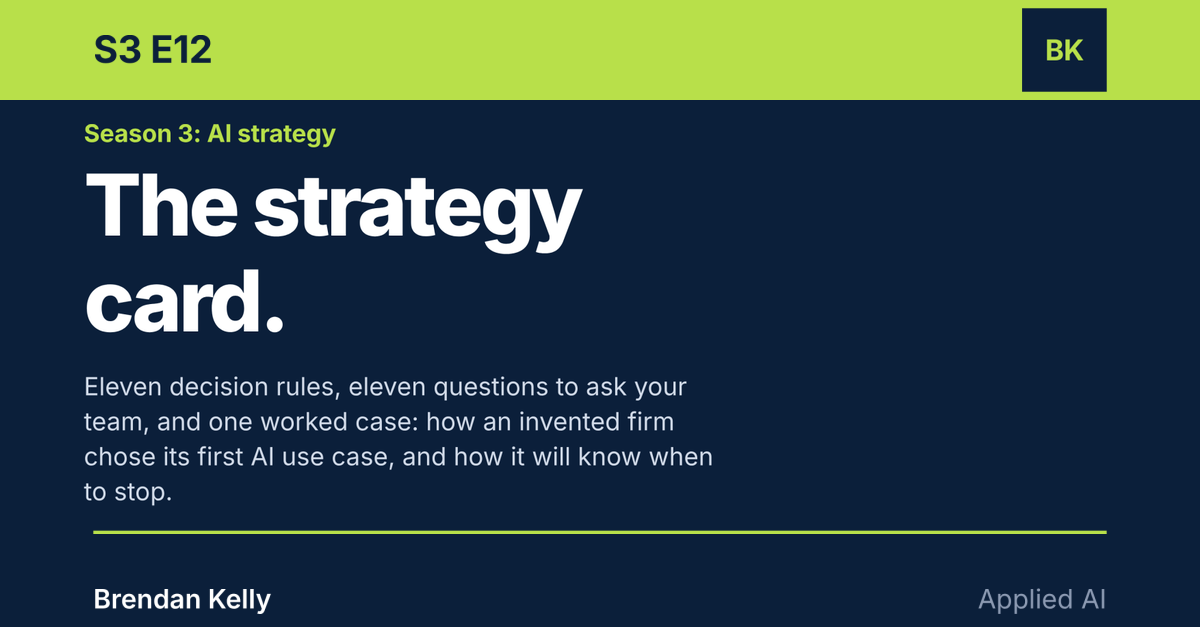 S3 E12
BK
Season 3: AI strategy
The strategy
card.
Eleven decision rules, eleven questions to ask your
team, and one worked case: how an invented firm
chose its first AI use case, and how it will know when
to stop.
Brendan Kelly
Applied AI